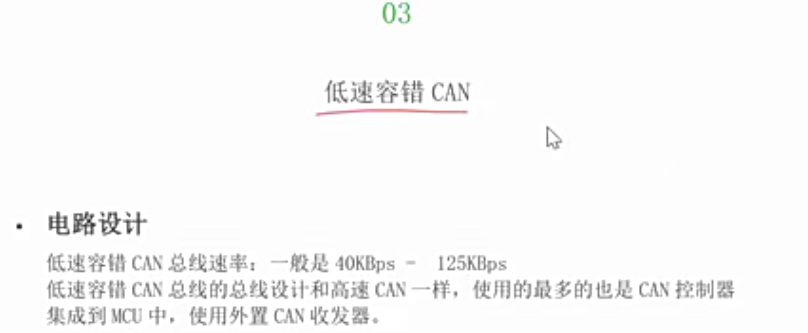 03
低速容错 CAN
• 电路设计
低速容错 CAN 总线速率：一般是 40KBps － 125KBps
低速容错 CAN 总线的总线设计和高速 CAN 一样，使用的最多的也是 CAN 控制器
集成到 MCU 中，使用外置 CAN 收发器。